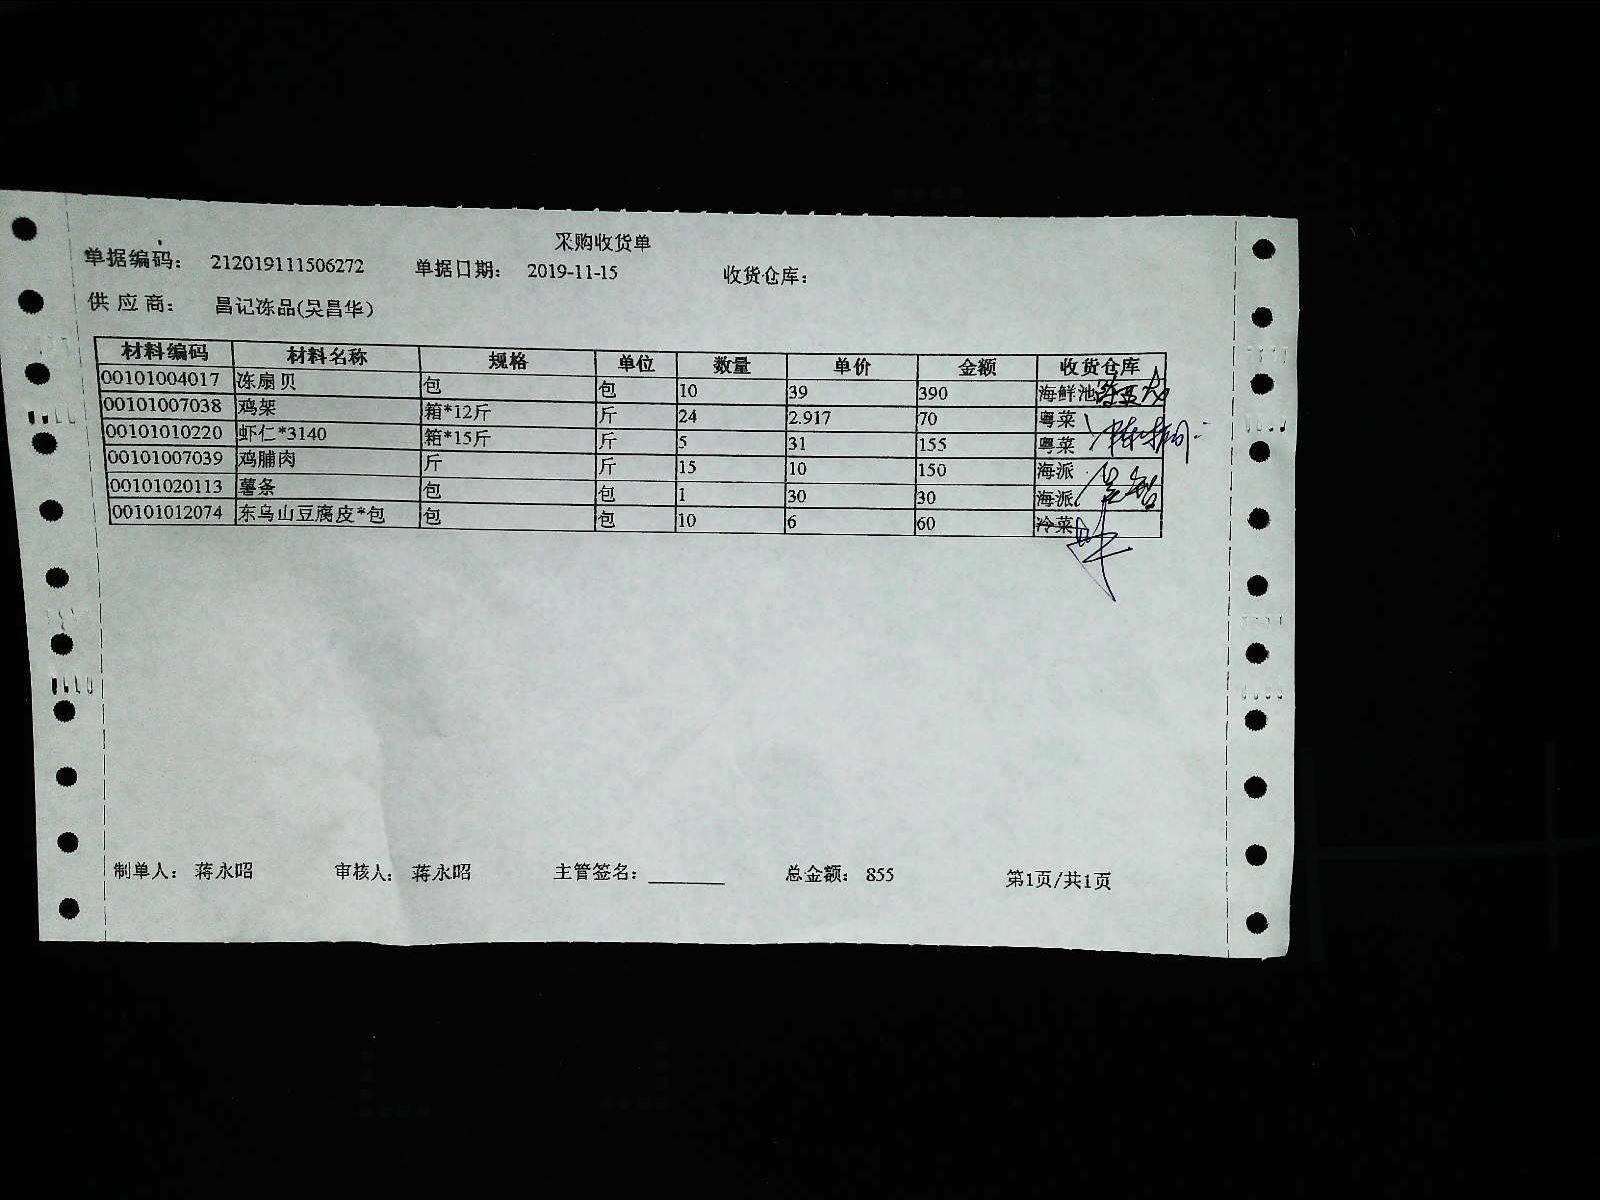 采购收货单
单据编码： 212019111506272 单据日期： 2019-11-15 收货仓库：
供 应 商： 昌记冻品(吴昌华)
材料编码 材料名称 规格 单位 数量 单价 金额 收货仓库
00101004017 冻扇贝 包 包 10 39 390 海鲜池
00101007038 鸡架 箱*12斤 斤 24 2.917 70 粤菜
00101010220 虾仁*3140 箱*15斤 斤 5 31 155 粤菜
00101007039 鸡脯肉 斤 斤 15 10 150 海派
00101020113 薯条 包 包 1 30 30 海派
00101012074 东乌山豆腐皮*包 包 包 10 6 60 冷菜
制单人： 蒋永昭 审核人： 蒋永昭 主管签名： 总金额： 855 第1页/共1页